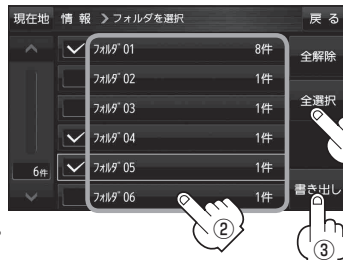 現在地 情 報 > フォルダを選択 戻 る
ﾌｫﾙﾀﾞ 01 8件
全解除
ﾌｫﾙﾀﾞ 02 1件
ﾌｫﾙﾀﾞ 03 1件
全選択
ﾌｫﾙﾀﾞ 04 1件
6件
ﾌｫﾙﾀﾞ 05 1件
ﾌｫﾙﾀﾞ 06 1件
書き出し
②
③